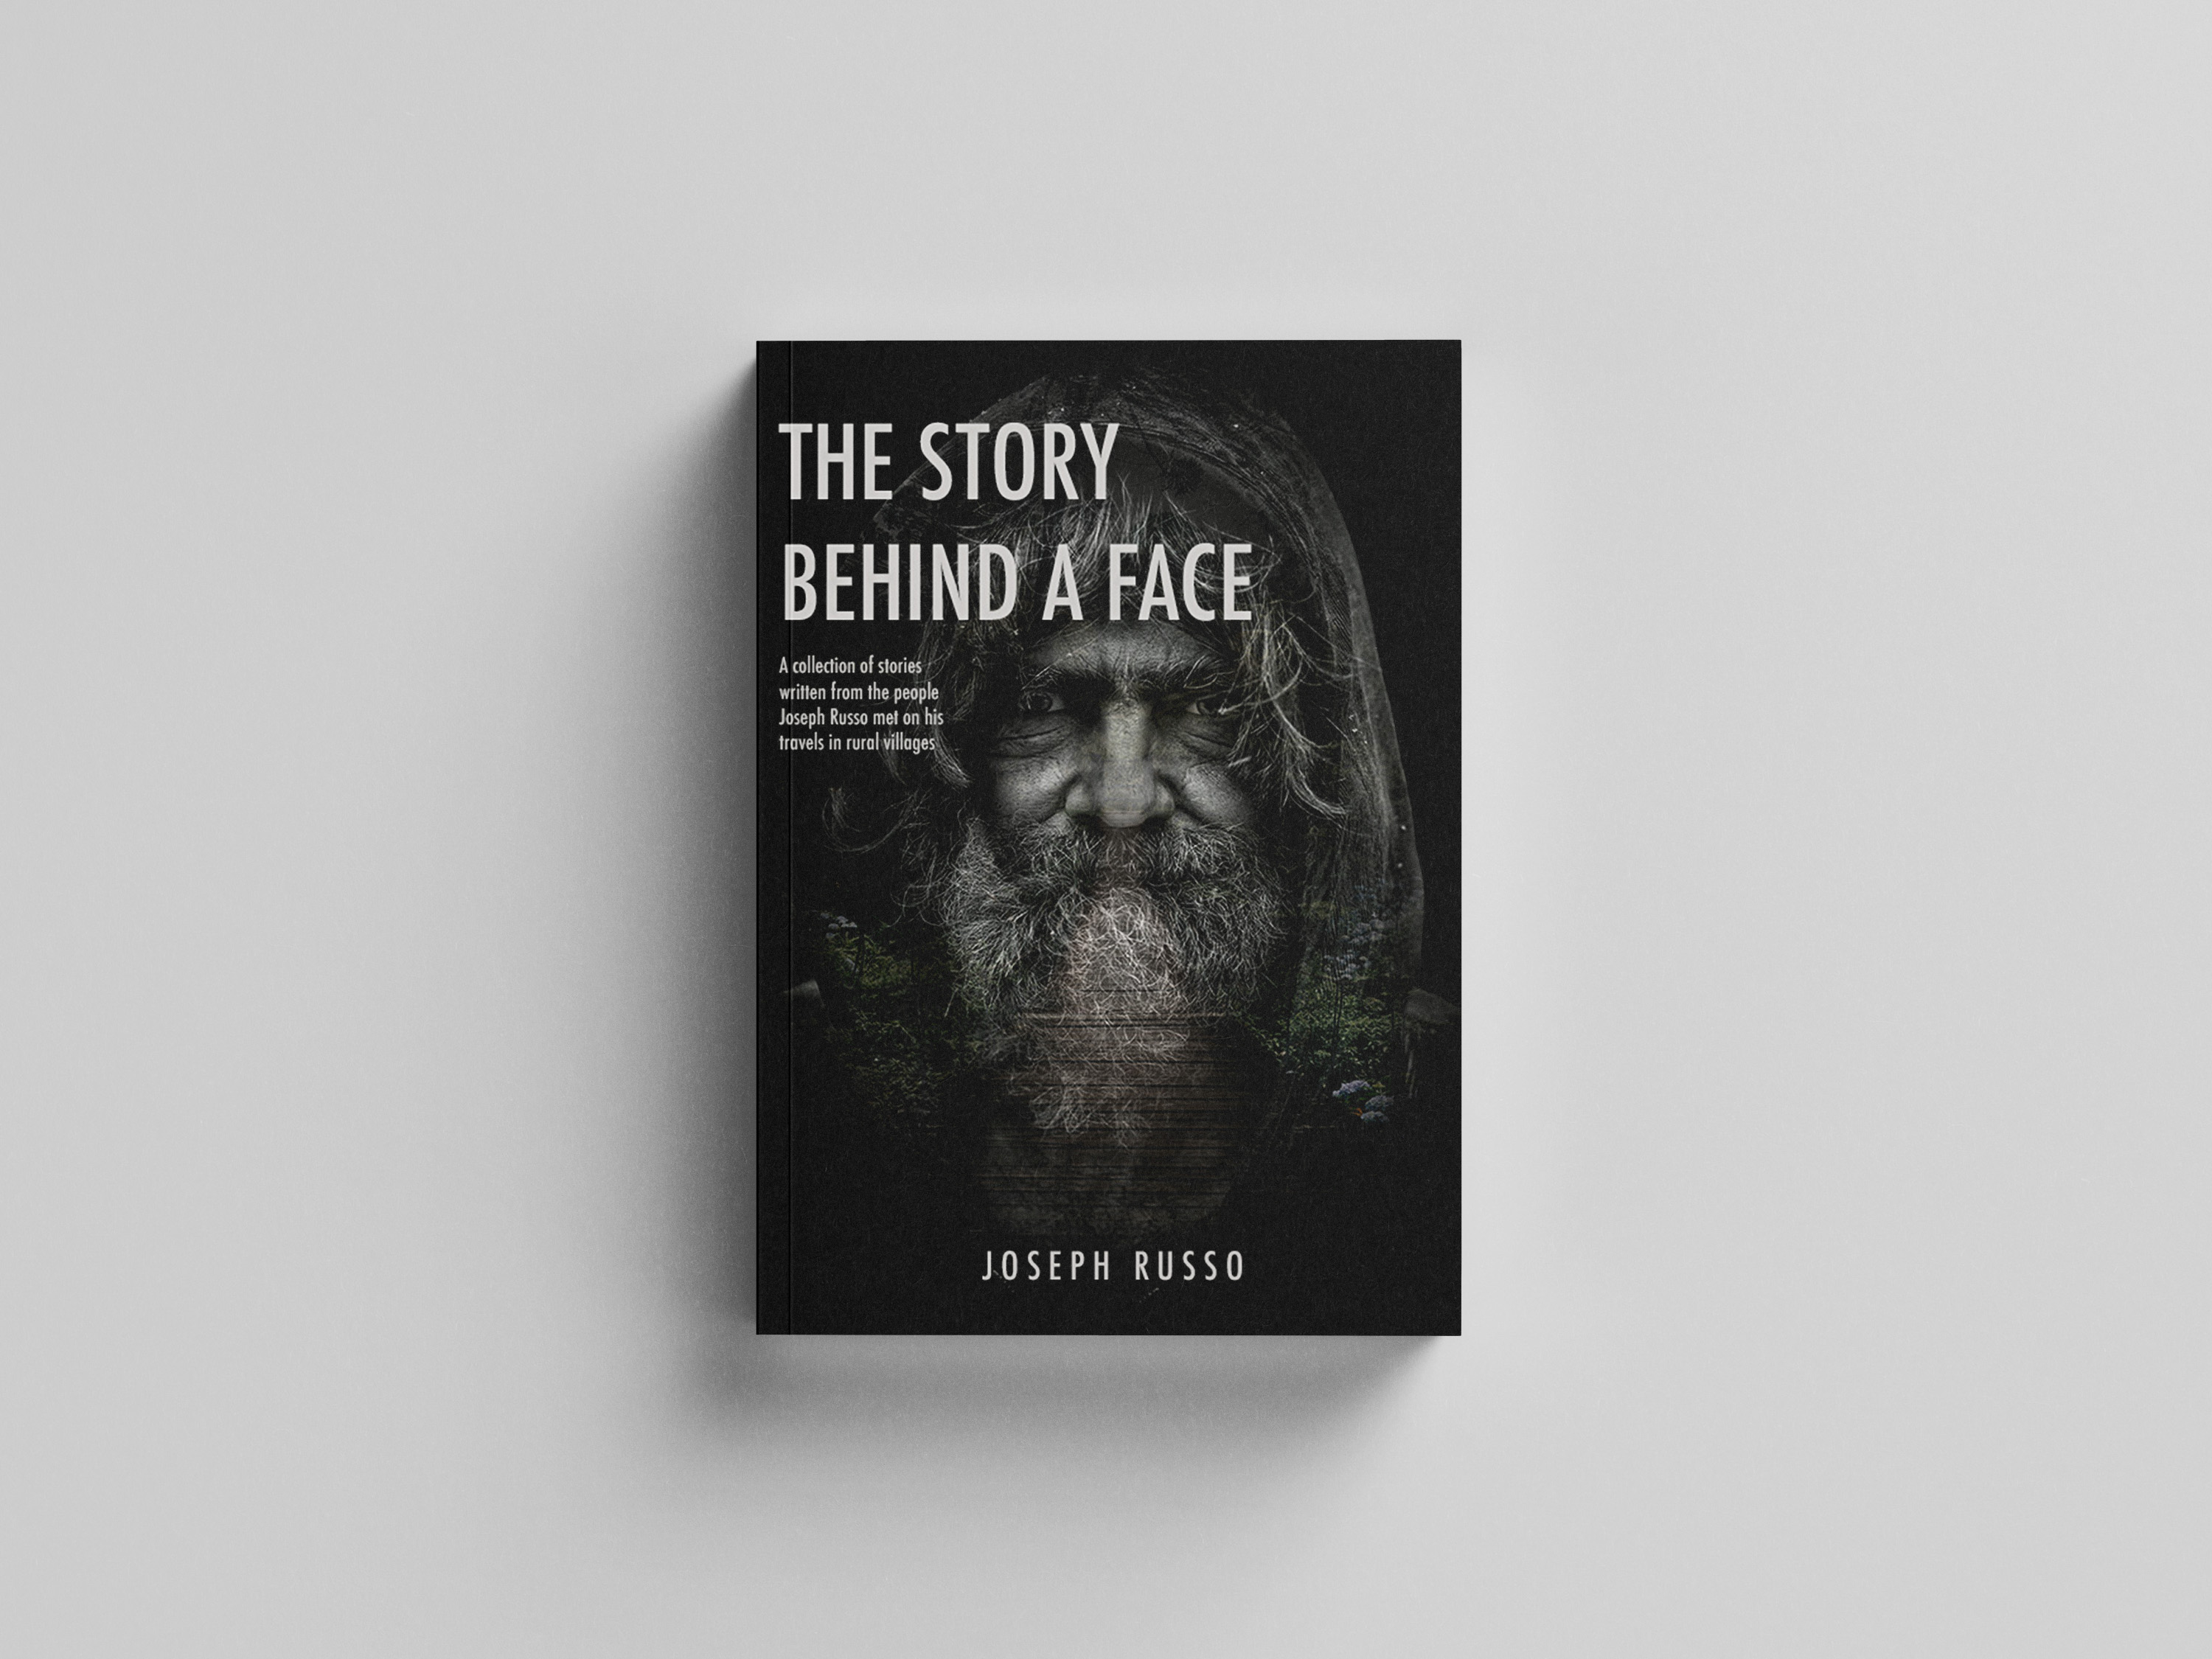 THE STORY
BEHIND A FACE
A collection of stories
written from the people
Joseph Russo met on his
travels in rural villages
JOSEPH RUSSO